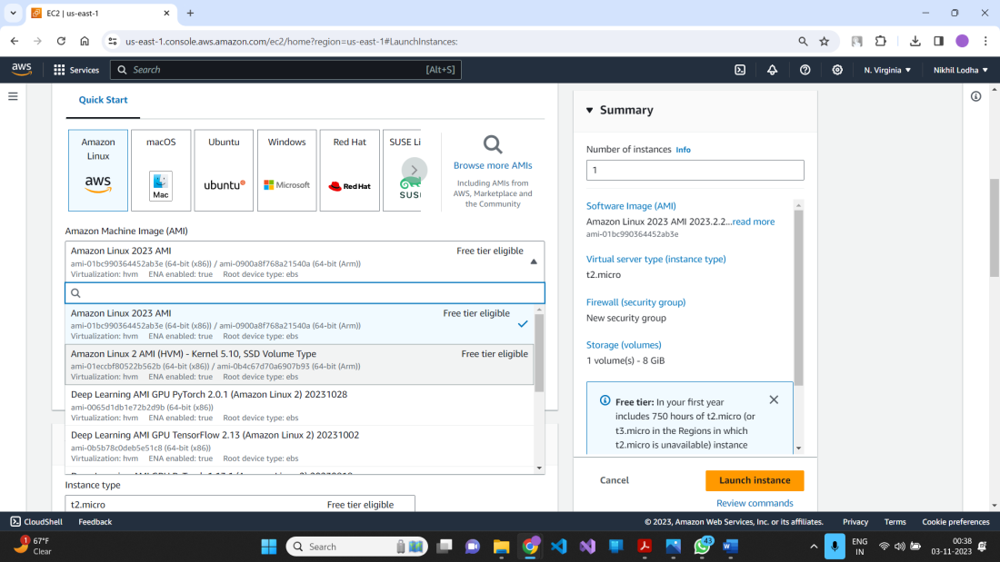 EC2 | us-east-1
us-east-1.console.aws.amazon.com/ec2/home?region=us-east-1#LaunchInstances:
aws
Services
Search
[Alt+S]
N. Virginia
Nikhil Lodha
Quick Start
Amazon Linux
aws
macOS
Mac
Ubuntu
ubuntu
Windows
Microsoft
Red Hat
Red Hat
SUSE Li
SUS
Browse more AMIs
Including AMIs from
AWS, Marketplace and
the Community
Amazon Machine Image (AMI)
Amazon Linux 2023 AMI Free tier eligible
ami-01bc990364452ab3e (64-bit (x86)) / ami-0900a8f768a21540a (64-bit (Arm))
Virtualization: hvm ENA enabled: true Root device type: ebs
Amazon Linux 2023 AMI Free tier eligible
ami-01bc990364452ab3e (64-bit (x86)) / ami-0900a8f768a21540a (64-bit (Arm))
Virtualization: hvm ENA enabled: true Root device type: ebs
Amazon Linux 2 AMI (HVM) - Kernel 5.10, SSD Volume Type Free tier eligible
ami-01eccbf80522b562b (64-bit (x86)) / ami-0b4c67d70a6907b93 (64-bit (Arm))
Virtualization: hvm ENA enabled: true Root device type: ebs
Deep Learning AMI GPU PyTorch 2.0.1 (Amazon Linux 2) 20231028
ami-0065d1db1e72b2d9b (64-bit (x86))
Virtualization: hvm ENA enabled: true Root device type: ebs
Deep Learning AMI GPU TensorFlow 2.13 (Amazon Linux 2) 20231002
ami-0b5b78c0deb5e51c8 (64-bit (x86))
Virtualization: hvm ENA enabled: true Root device type: ebs
Instance type
t2.micro Free tier eligible
Summary
Number of instances Info
1
Software Image (AMI)
Amazon Linux 2023 AMI 2023.2.2...read more
ami-01bc990364452ab3e
Virtual server type (instance type)
t2.micro
Firewall (security group)
New security group
Storage (volumes)
1 volume(s) - 8 GiB
Free tier: In your first year
includes 750 hours of t2.micro (or
t3.micro in the Regions in which
t2.micro is unavailable) instance
Cancel
Launch instance
Review commands
CloudShell
Feedback
© 2023, Amazon Web Services, Inc. or its affiliates.
Privacy
Terms
Cookie preferences
1
67°F
Clear
Search
43
ENG
IN
00:38
03-11-2023